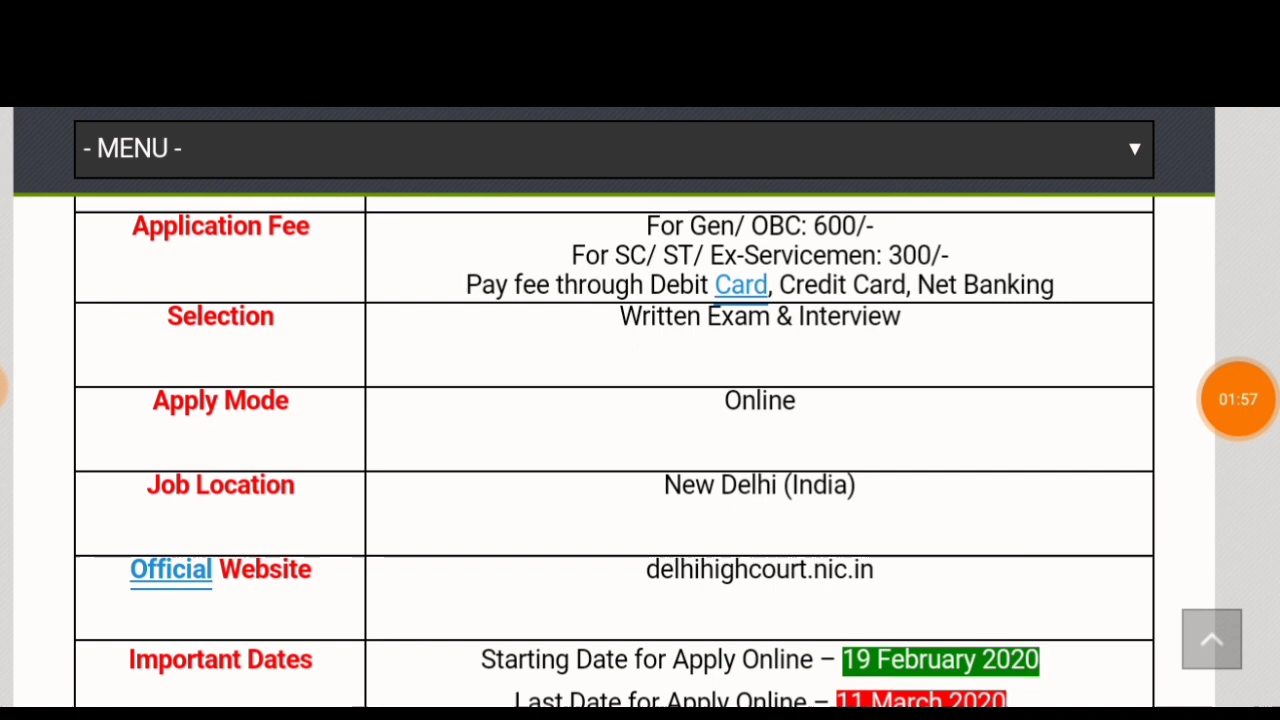 - MENU -
Application Fee
For Gen/ OBC: 600/-
For SC/ ST/ Ex-Servicemen: 300/-
Pay fee through Debit Card, Credit Card, Net Banking
Selection
Written Exam & Interview
Apply Mode
Online
Job Location
New Delhi (India)
Official Website
delhihighcourt.nic.in
Important Dates
Starting Date for Apply Online – 19 February 2020
Last Date for Apply Online – 11 March 2020
01:57